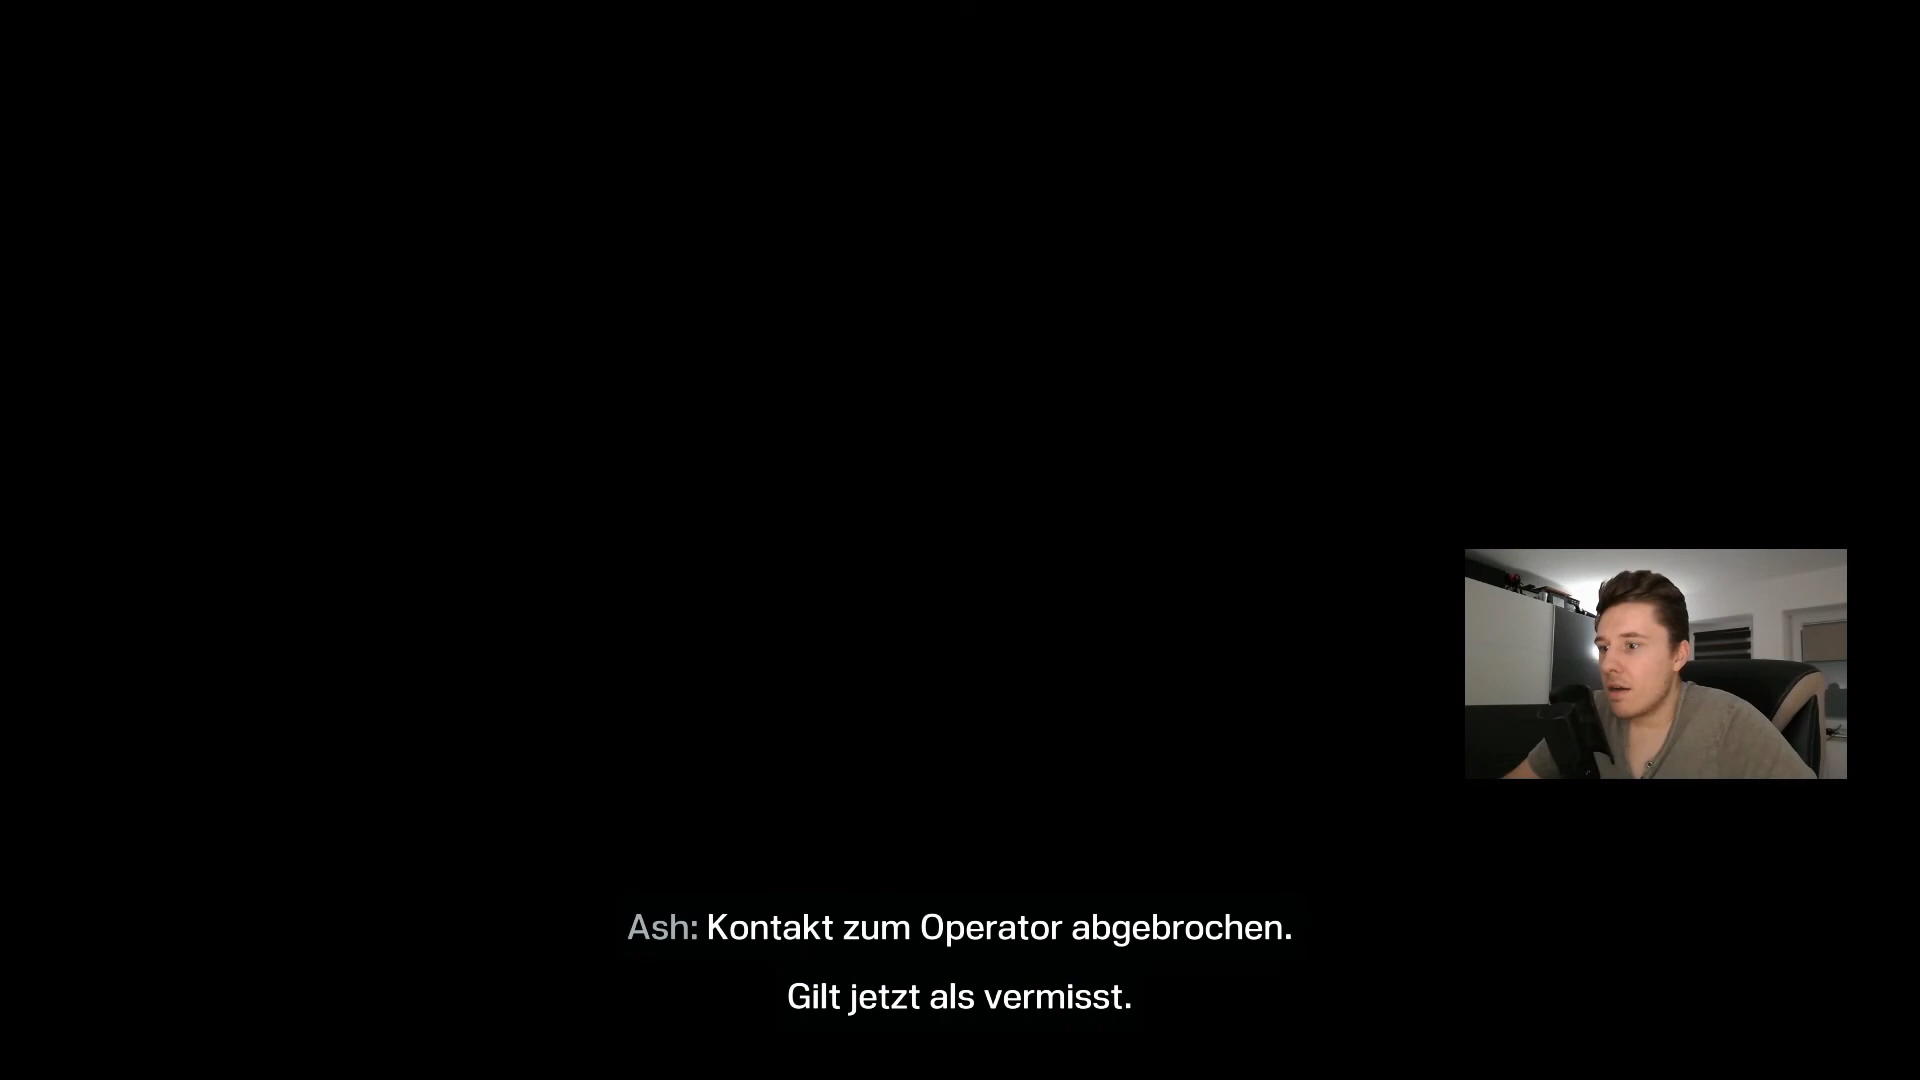 Ash: Kontakt zum Operator abgebrochen.
Gilt jetzt als vermisst.